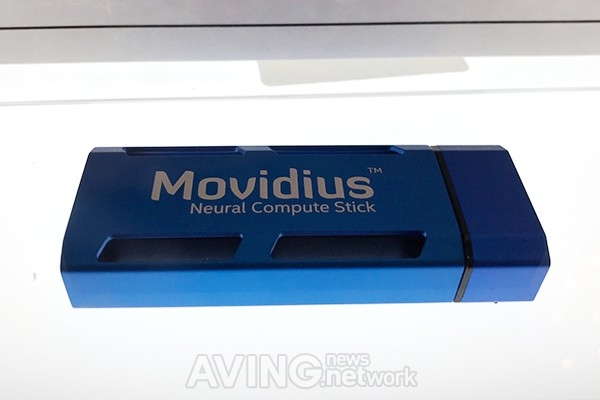 Movidius™
Neural Compute Stick
AVING news
.network